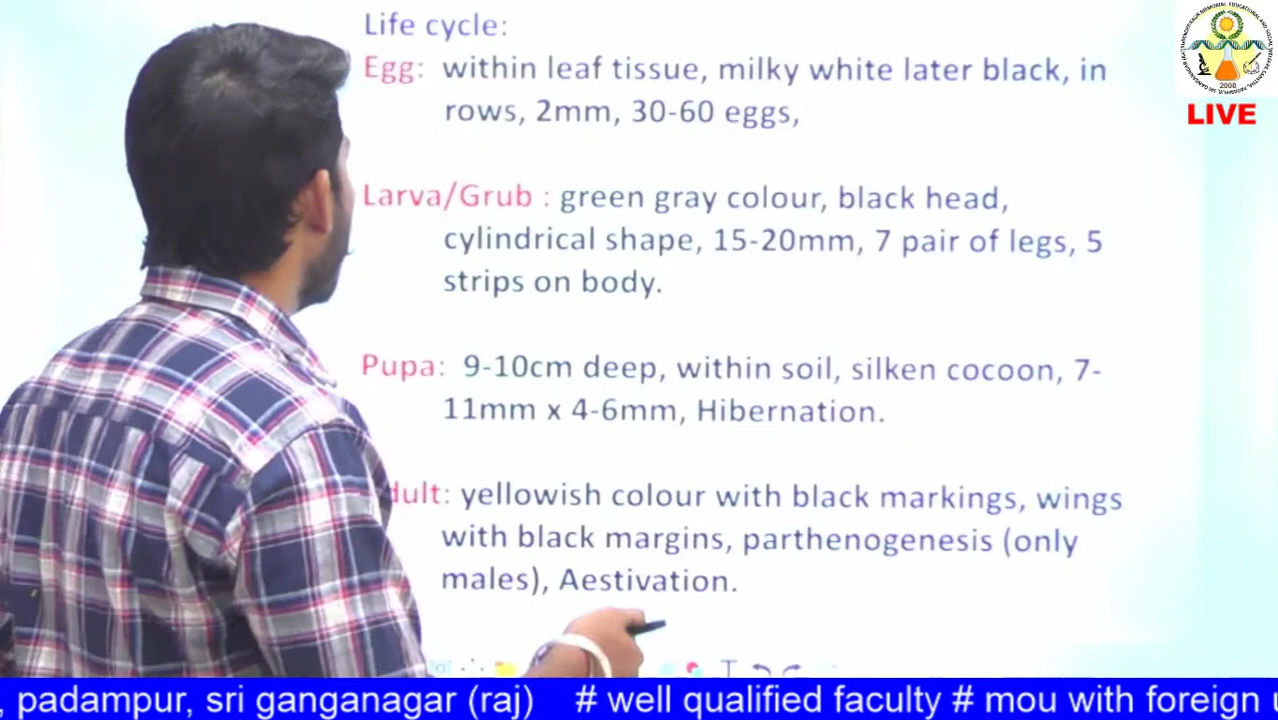 Life cycle:
Egg: within leaf tissue, milky white later black, in
rows, 2mm, 30-60 eggs,
Larva/Grub : green gray colour, black head,
cylindrical shape, 15-20mm, 7 pair of legs, 5
strips on body.
Pupa: 9-10cm deep, within soil, silken cocoon, 7-
11mm x 4-6mm, Hibernation.
dult: yellowish colour with black markings, wings
with black margins, parthenogenesis (only
males), Aestivation.
2008
LIVE
, padampur, sri ganganagar (raj) # well qualified faculty # mou with foreign u